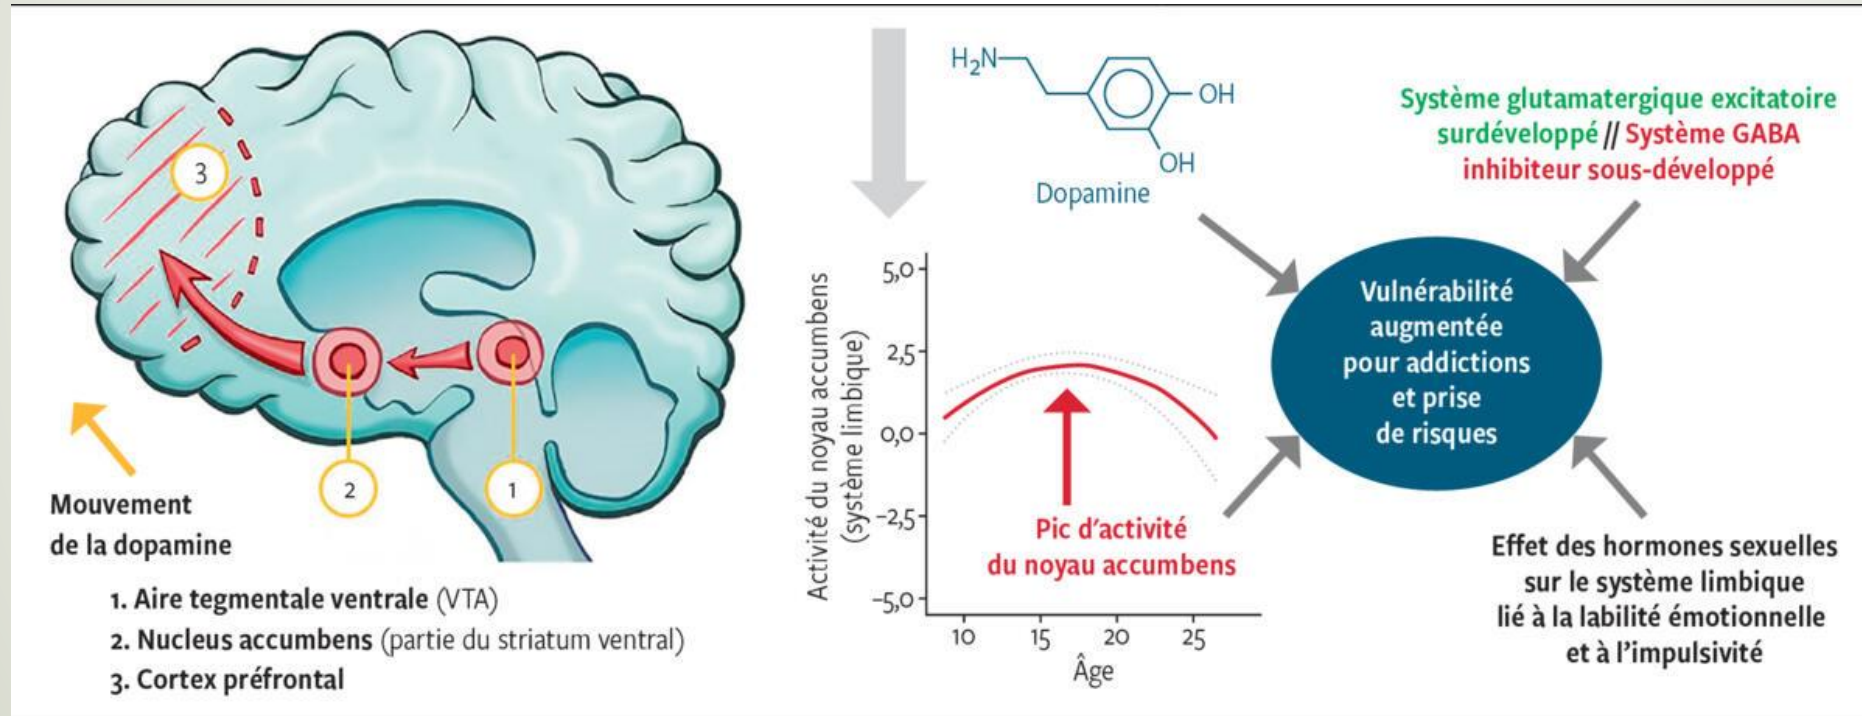 3
2
1
Mouvement
de la dopamine
1. Aire tegmentale ventrale (VTA)
2. Nucleus accumbens (partie du striatum ventral)
3. Cortex préfrontal
H₂N
OH
OH
Dopamine
Activité du noyau accumbens
(système limbique)
5,0
2,5
0,0
–2,5
–5,0
10 15 20 25
Âge
Pic d’activité
du noyau accumbens
Système glutamatergique excitatoire
surdéveloppé // Système GABA
inhibiteur sous-développé
Vulnérabilité
augmentée
pour addictions
et prise
de risques
Effet des hormones sexuelles
sur le système limbique
lié à la labilité émotionnelle
et à l’impulsivité